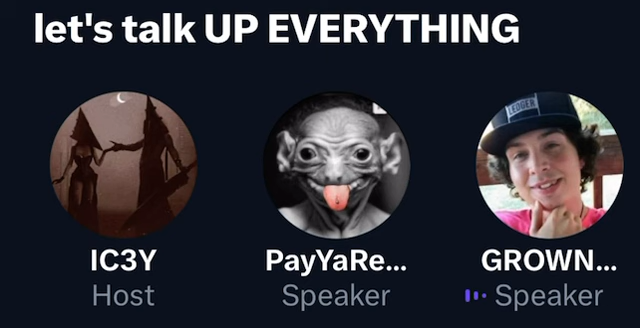 let's talk UP EVERYTHING
LEDGER
IC3Y
PayYaRe...
GROWN...
Host
Speaker
Speaker